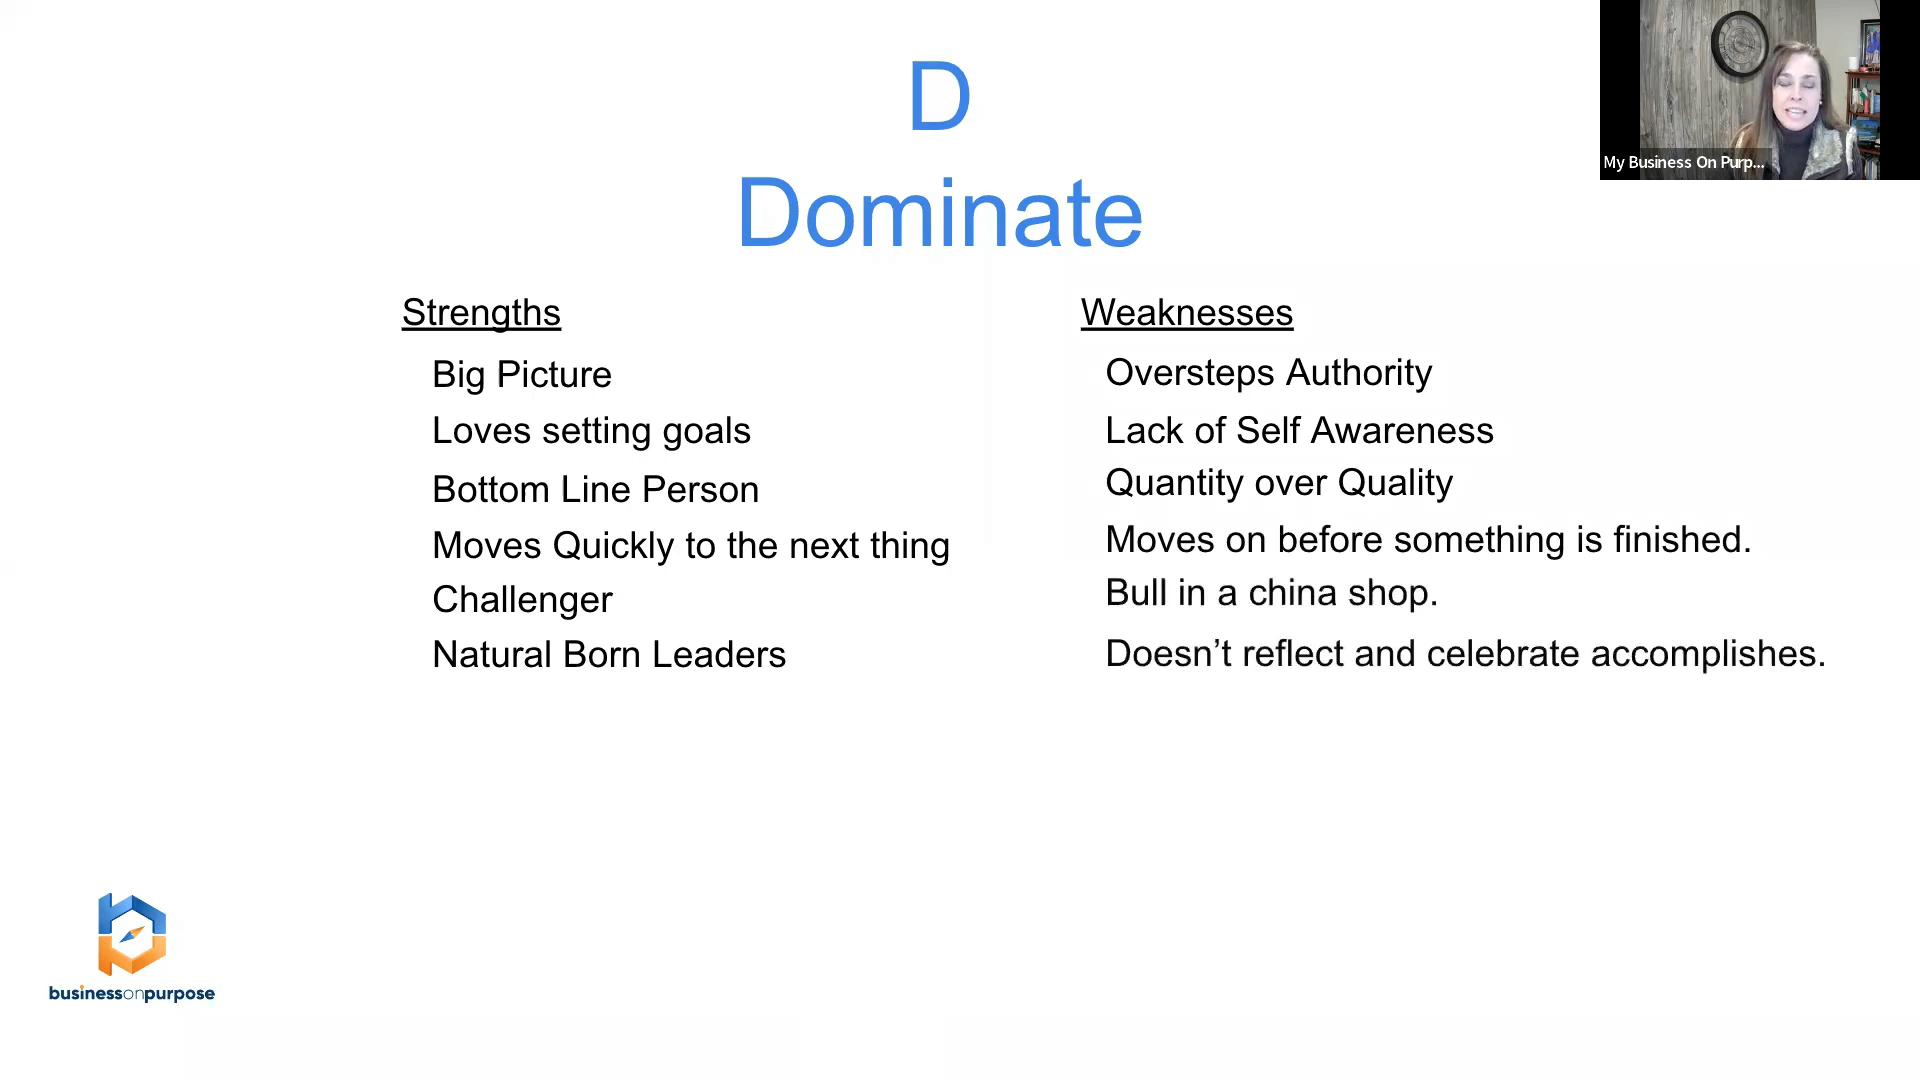 D
Dominate
My Business On Purp...
Strengths
Big Picture
Loves setting goals
Bottom Line Person
Moves Quickly to the next thing
Challenger
Natural Born Leaders
Weaknesses
Oversteps Authority
Lack of Self Awareness
Quantity over Quality
Moves on before something is finished.
Bull in a china shop.
Doesn’t reflect and celebrate accomplishes.
businessonpurpose